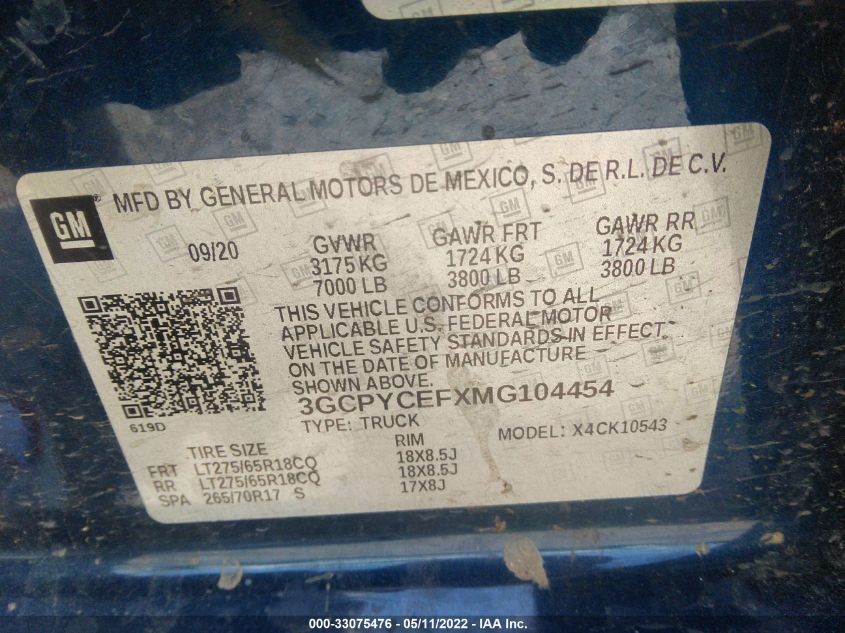 GM
MFD BY GENERAL MOTORS DE MEXICO, S. DE R.L. DE C.V.
09/20 GVWR GAWR FRT GAWR RR
3175 KG 1724 KG 1724 KG
7000 LB 3800 LB 3800 LB
THIS VEHICLE CONFORMS TO ALL
APPLICABLE U.S. FEDERAL MOTOR
VEHICLE SAFETY STANDARDS IN EFFECT
ON THE DATE OF MANUFACTURE
SHOWN ABOVE.
3GCPYCEFXMG104454
619D
TYPE: TRUCK MODEL: X4CK10543
TIRE SIZE RIM
FRT LT275/65R18CQ 18X8.5J
RR LT275/65R18CQ 18X8.5J
SPA 265/70R17 S 17X8J
000-33075476 - 05/11/2022 - IAA Inc.